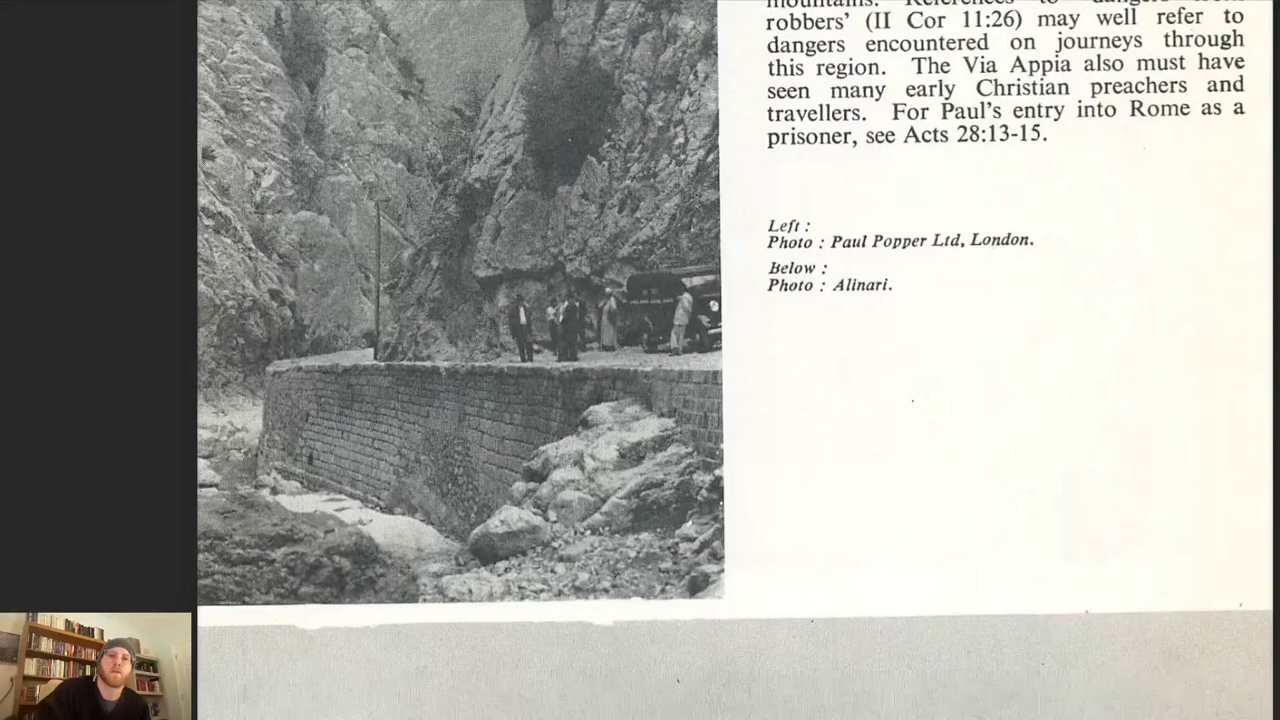 robbers' (II Cor 11:26) may well refer to
dangers encountered on journeys through
this region. The Via Appia also must have
seen many early Christian preachers and
travellers. For Paul's entry into Rome as a
prisoner, see Acts 28:13-15.
Left :
Photo : Paul Popper Ltd, London.
Below :
Photo : Alinari.